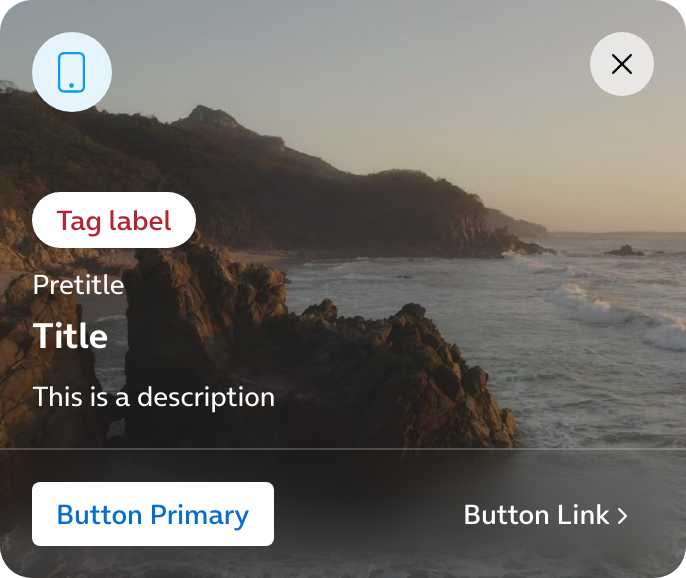 Tag label
Pretitle
Title
This is a description
Button Primary
Button Link